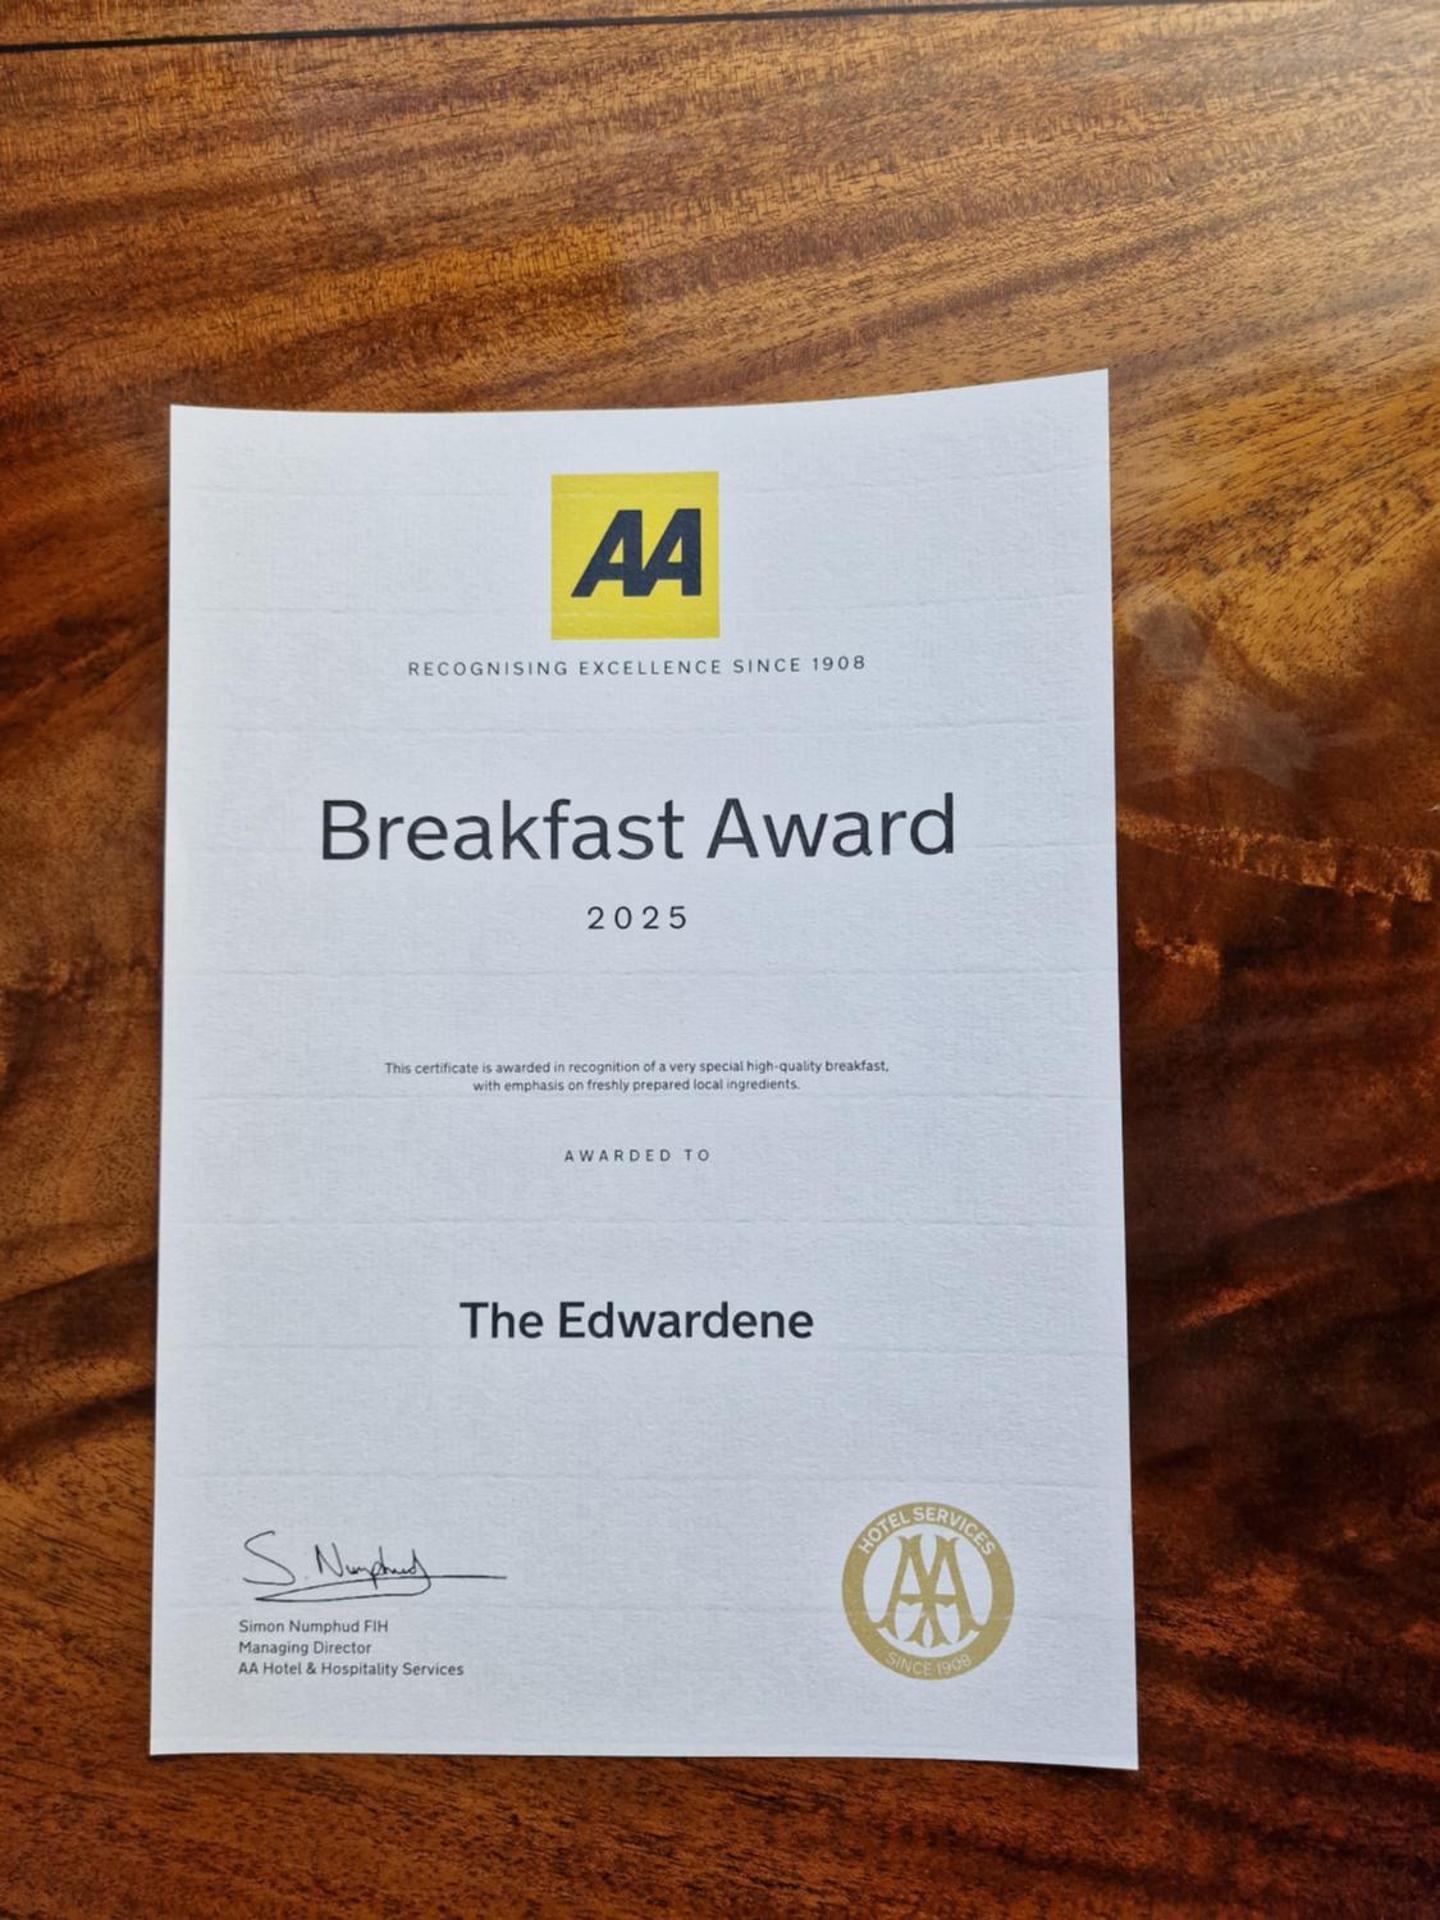 AA
RECOGNISING EXCELLENCE SINCE 1908
Breakfast Award
2025
This certificate is awarded in recognition of a very special high-quality breakfast,
with emphasis on freshly prepared local ingredients.
AWARDED TO
The Edwardene
S. Numphud
Simon Numphud FIH
Managing Director
AA Hotel & Hospitality Services
HOTEL SERVICES
AA
SINCE 1908